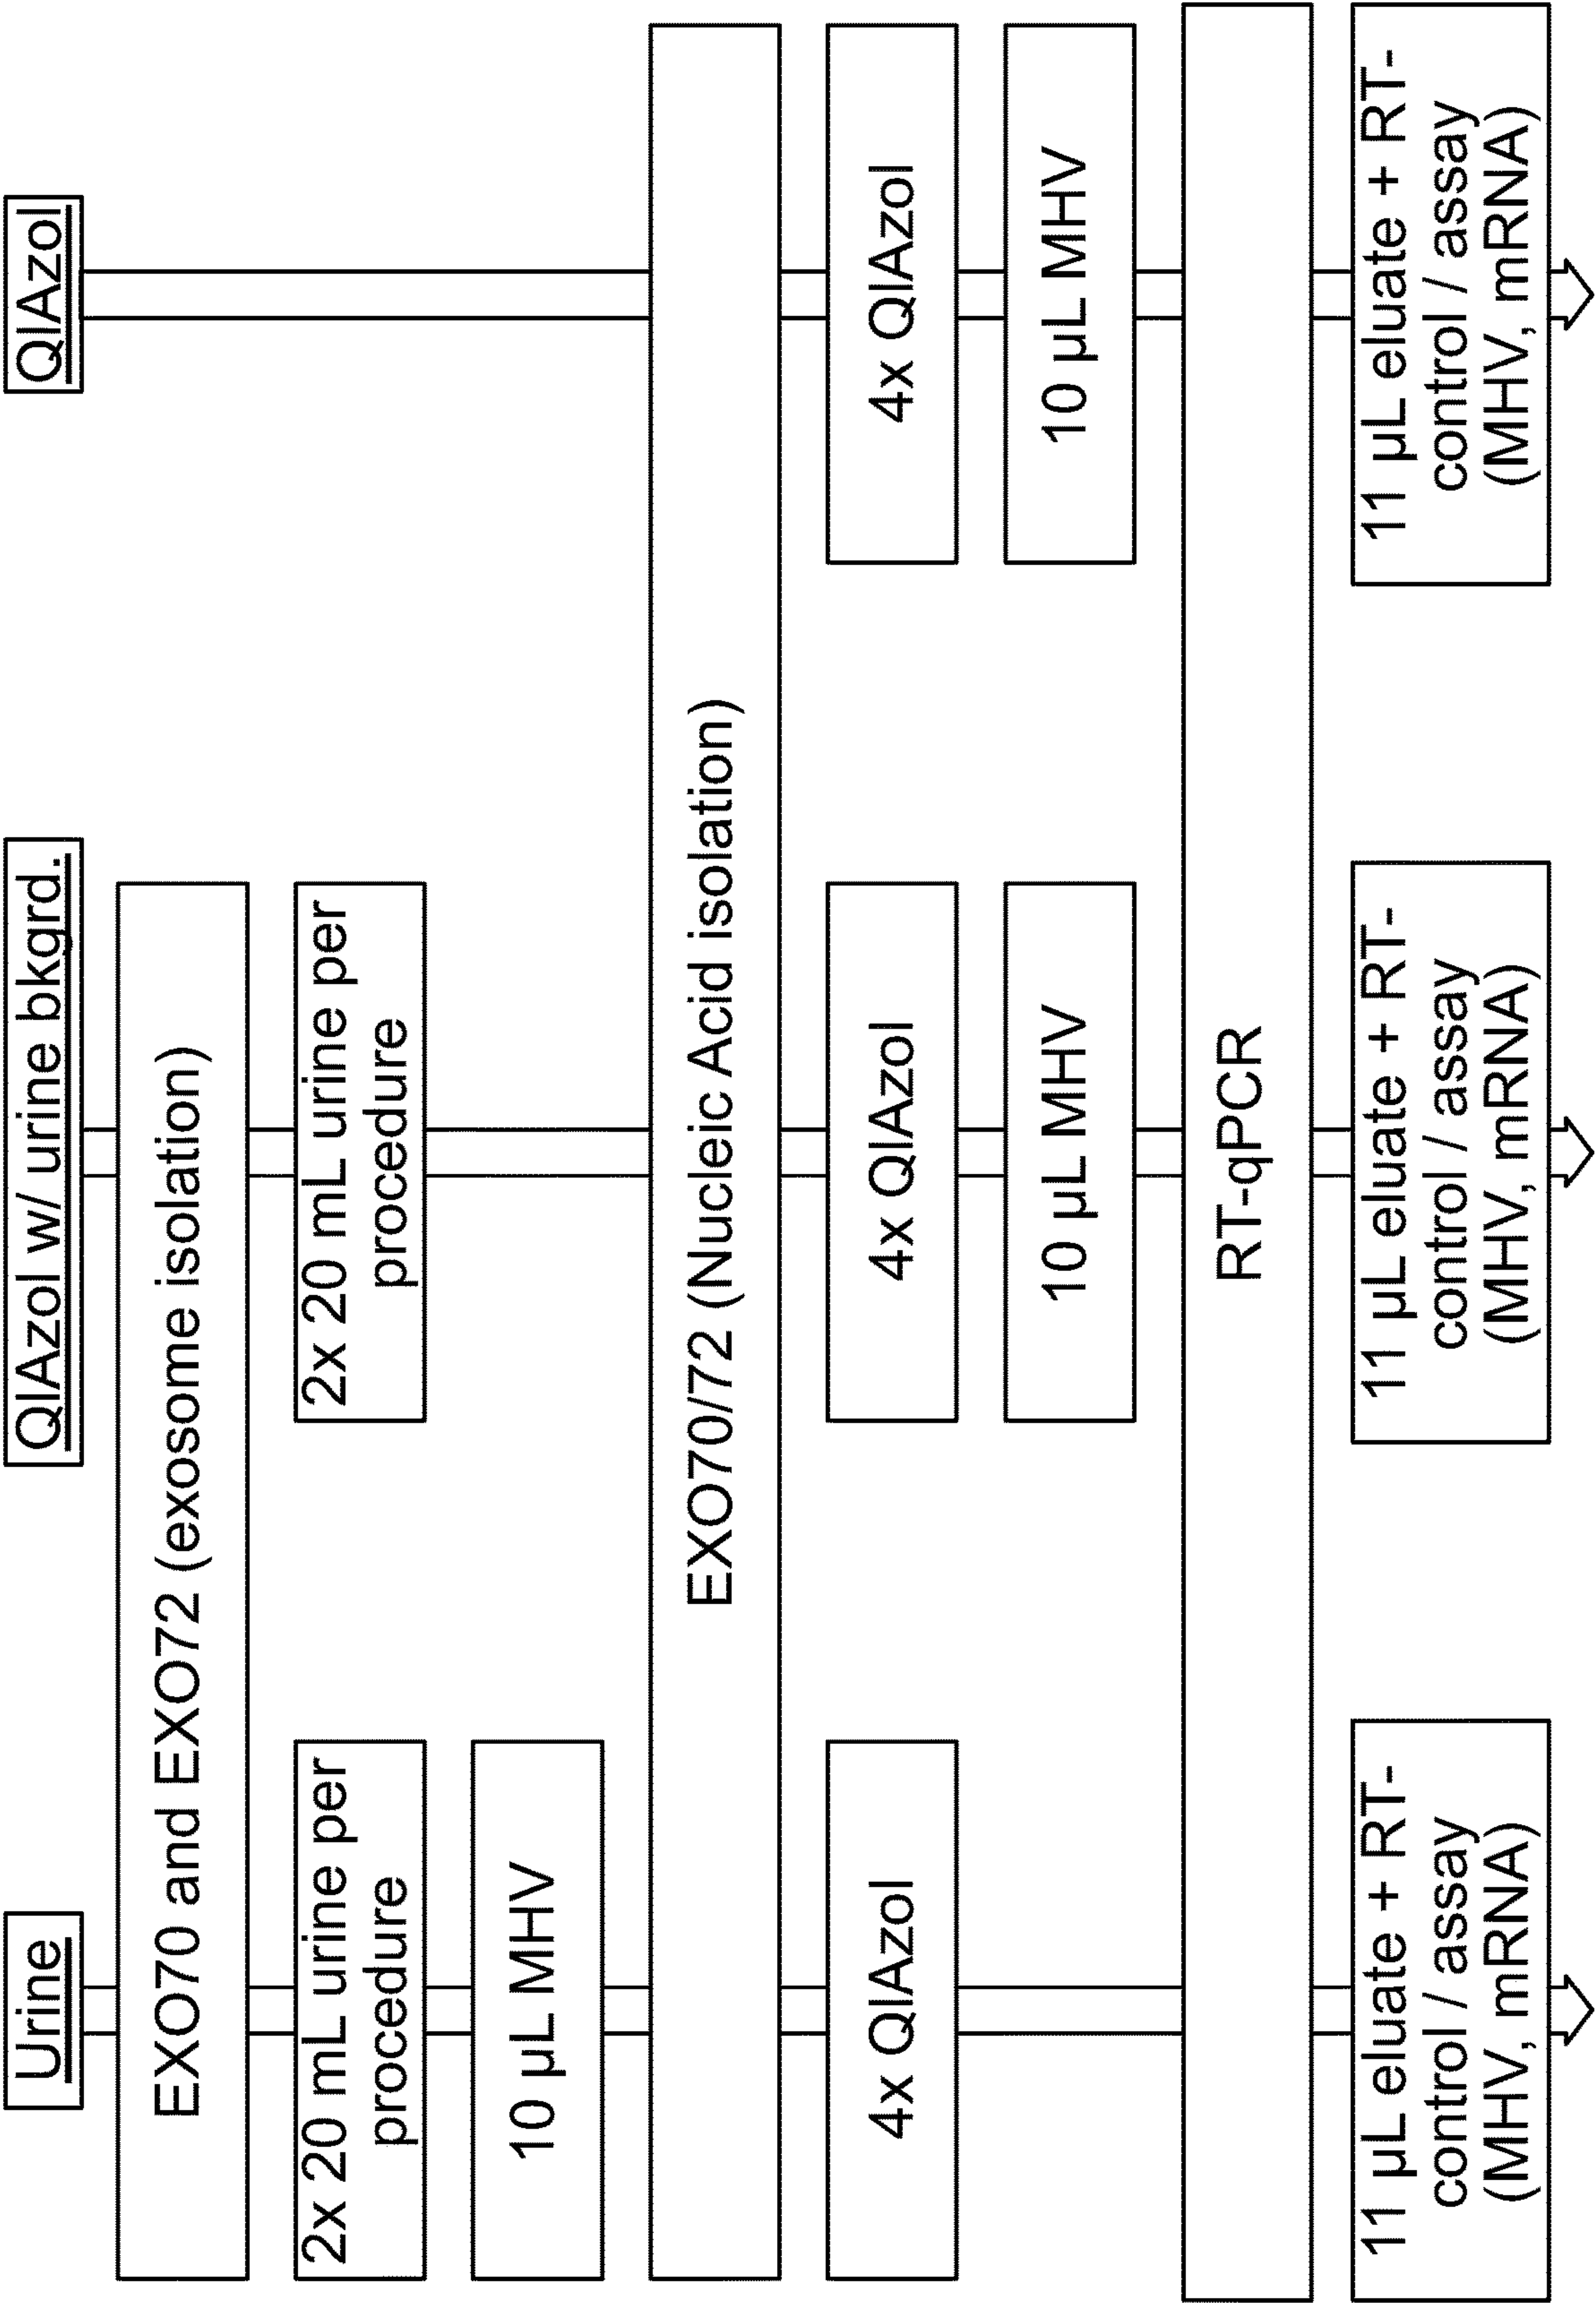 Urine
QIAzol w/ urine bkgrd.
QIAzol
EXO70 and EXO72 (exosome isolation)
2x 20 mL urine per
procedure
2x 20 mL urine per
procedure
10 µL MHV
EXO70/72 (Nucleic Acid isolation)
4x QIAzol
4x QIAzol
4x QIAzol
10 µL MHV
10 µL MHV
RT-qPCR
11 µL eluate + RT-
control / assay
(MHV, mRNA)
11 µL eluate + RT-
control / assay
(MHV, mRNA)
11 µL eluate + RT-
control / assay
(MHV, mRNA)